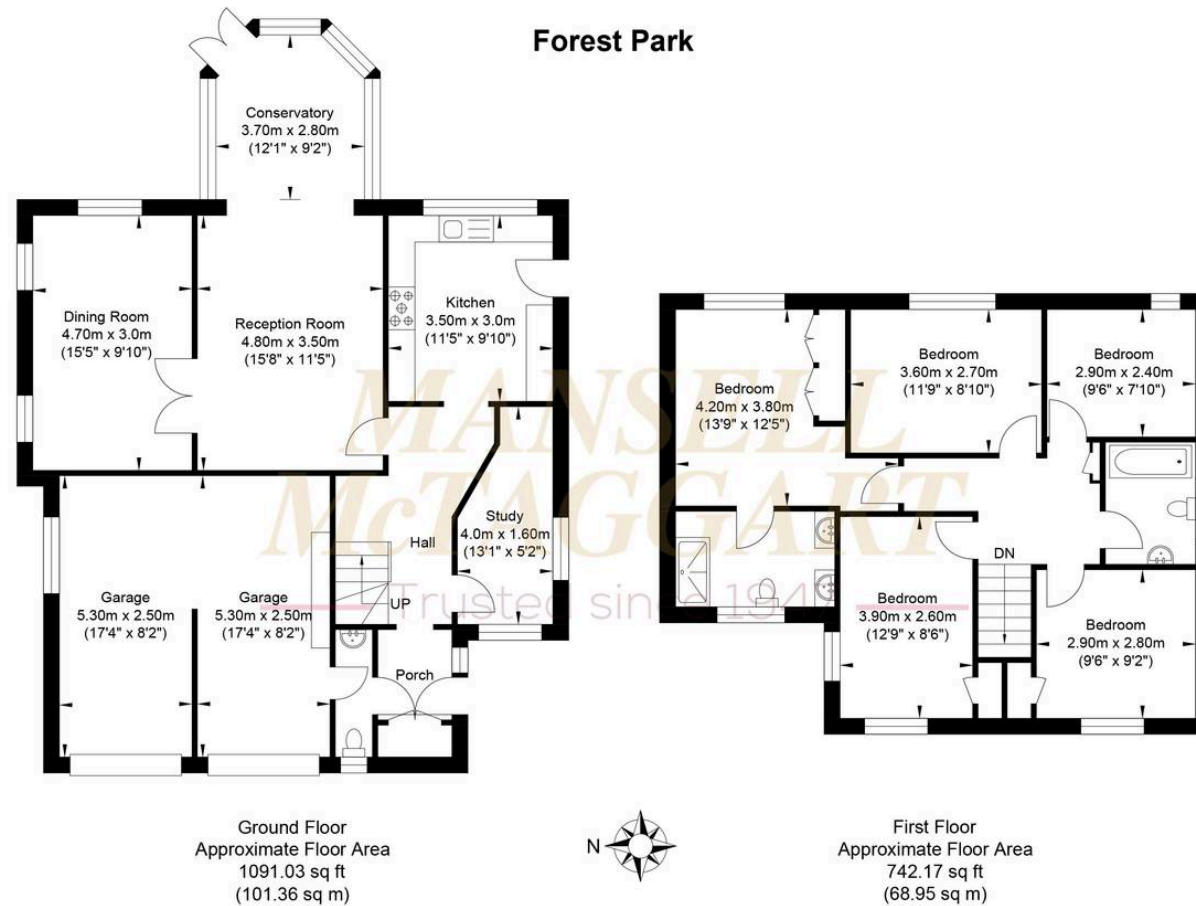 Forest Park
Conservatory
3.70m x 2.80m
(12'1" x 9'2")
Dining Room
4.70m x 3.0m
(15'5" x 9'10")
Reception Room
4.80m x 3.50m
(15'8" x 11'5")
Kitchen
3.50m x 3.0m
(11'5" x 9'10")
Study
4.0m x 1.60m
(13'1" x 5'2")
Hall
UP
Garage
5.30m x 2.50m
(17'4" x 8'2")
Garage
5.30m x 2.50m
(17'4" x 8'2")
Porch
Bedroom
4.20m x 3.80m
(13'9" x 12'5")
Bedroom
3.60m x 2.70m
(11'9" x 8'10")
Bedroom
2.90m x 2.40m
(9'6" x 7'10")
DN
Bedroom
3.90m x 2.60m
(12'9" x 8'6")
Bedroom
2.90m x 2.80m
(9'6" x 9'2")
MANSELL
McTAGGART
Trusted since
Ground Floor
Approximate Floor Area
1091.03 sq ft
(101.36 sq m)
N
First Floor
Approximate Floor Area
742.17 sq ft
(68.95 sq m)